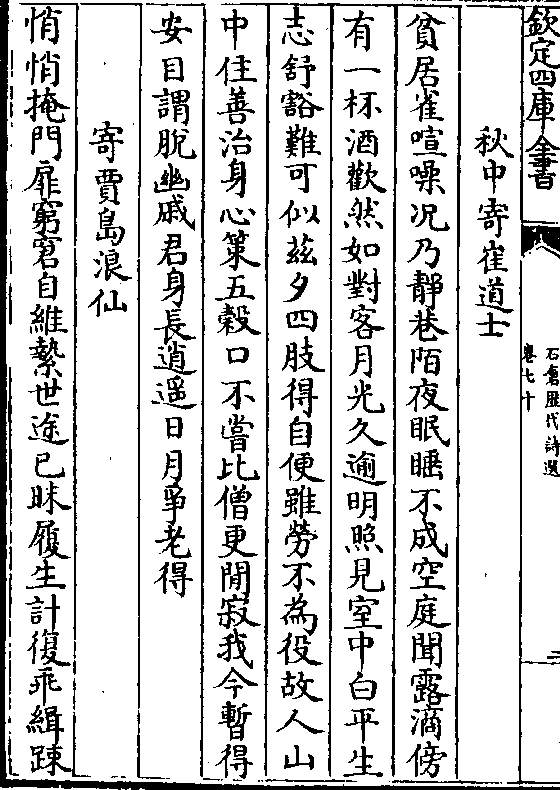 欽定四庫全書
石倉歷代詩選
卷七十
二
秋中寄崔道士
貧居雀喧噪况乃靜巷陌夜眠睡不成空庭聞露滴傍
有一杯酒歡然如對客月光久逾明照見室中白平生
志舒豁難可似兹夕四肢得自便雖勞不為役故人山
中住善治身心策五穀口不嘗比僧更閒寂我今暫得
安自謂脫幽戚君身長逍遥日月爭老得
寄賈島浪仙
悄悄掩門扉窮窘自維縶世途已昧履生計復乖緝踈